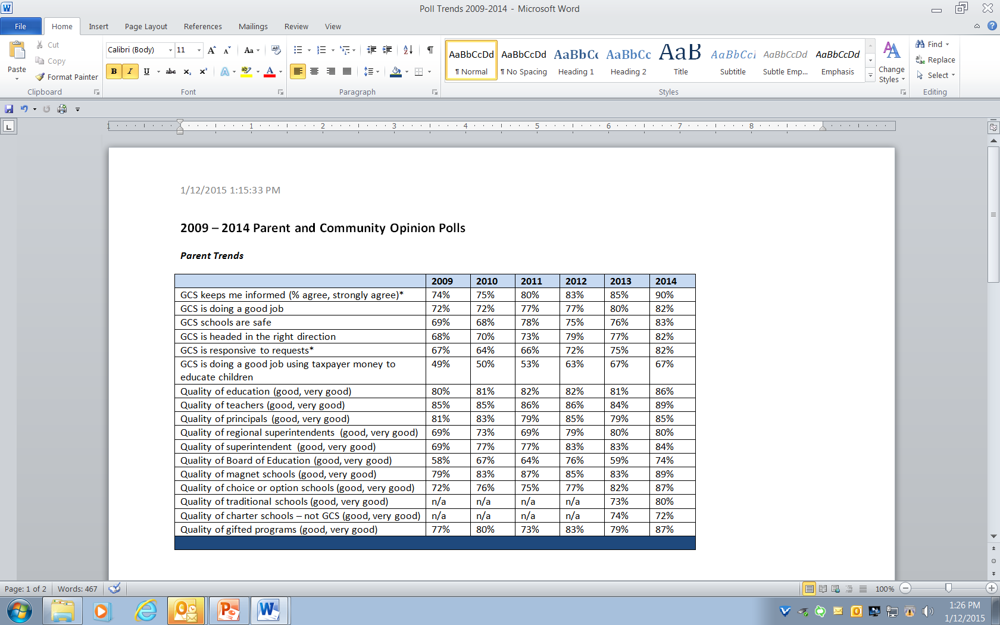 Poll Trends 2009-2014 - Microsoft Word
File Home Insert Page Layout References Mailings Review View
Paste
Cut
Copy
Format Painter
Clipboard
Calibri (Body) 11
Font
Paragraph
AaBbCcDd AaBbCcDd AaBbCc AaBbCc AaB AaBbCcl AaBbCcDd AaBbCcDd
¶ Normal ¶ No Spacing Heading 1 Heading 2 Title Subtitle Subtle Emp... Emphasis
Change
Styles
Styles
Find
Replace
Select
Editing
1 1 2 3 4 5 6 7 8
1/12/2015 1:15:33 PM
2009 – 2014 Parent and Community Opinion Polls
Parent Trends
2009 2010 2011 2012 2013 2014
GCS keeps me informed (% agree, strongly agree)* 74% 75% 80% 83% 85% 90%
GCS is doing a good job 72% 72% 77% 77% 80% 82%
GCS schools are safe 69% 68% 78% 75% 76% 83%
GCS is headed in the right direction 68% 70% 73% 79% 77% 82%
GCS is responsive to requests* 67% 64% 66% 72% 75% 82%
GCS is doing a good job using taxpayer money to 49% 50% 53% 63% 67% 67%
educate children
Quality of education (good, very good) 80% 81% 82% 82% 81% 86%
Quality of teachers (good, very good) 85% 85% 86% 86% 84% 89%
Quality of principals (good, very good) 81% 83% 79% 85% 79% 85%
Quality of regional superintendents (good, very good) 69% 73% 69% 79% 80% 80%
Quality of superintendent (good, very good) 69% 77% 77% 83% 83% 84%
Quality of Board of Education (good, very good) 58% 67% 64% 76% 59% 74%
Quality of magnet schools (good, very good) 79% 83% 87% 85% 83% 89%
Quality of choice or option schools (good, very good) 72% 76% 75% 77% 82% 87%
Quality of traditional schools (good, very good) n/a n/a n/a n/a 73% 80%
Quality of charter schools – not GCS (good, very good) n/a n/a n/a n/a 74% 72%
Quality of gifted programs (good, very good) 77% 80% 73% 83% 79% 87%
Page: 1 of 2 Words: 467 100%
1:26 PM
1/12/2015